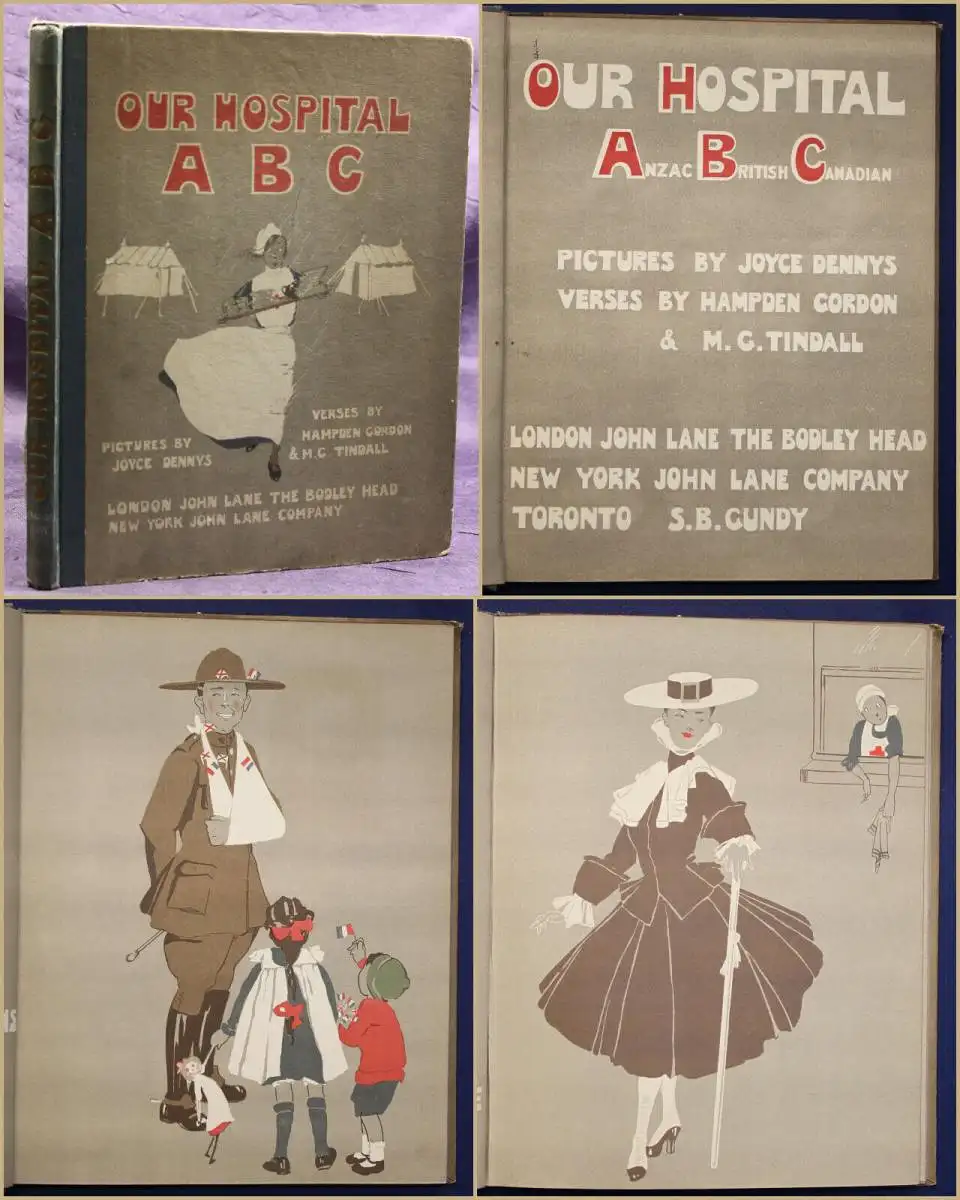 OUR HOSPITAL A B C
OUR HOSPITAL
A B C
PICTURES BY
JOYCE DENNYS
VERSES BY
HAMPDEN GORDON
& M.C. TINDALL
LONDON JOHN LANE THE BODLEY HEAD
NEW YORK JOHN LANE COMPANY
OUR HOSPITAL
ANZAC BRITISH CANADIAN
PICTURES BY JOYCE DENNYS
VERSES BY HAMPDEN GORDON
& M. G. TINDALL
LONDON JOHN LANE THE BODLEY HEAD
NEW YORK JOHN LANE COMPANY
TORONTO S.B. GUNDY